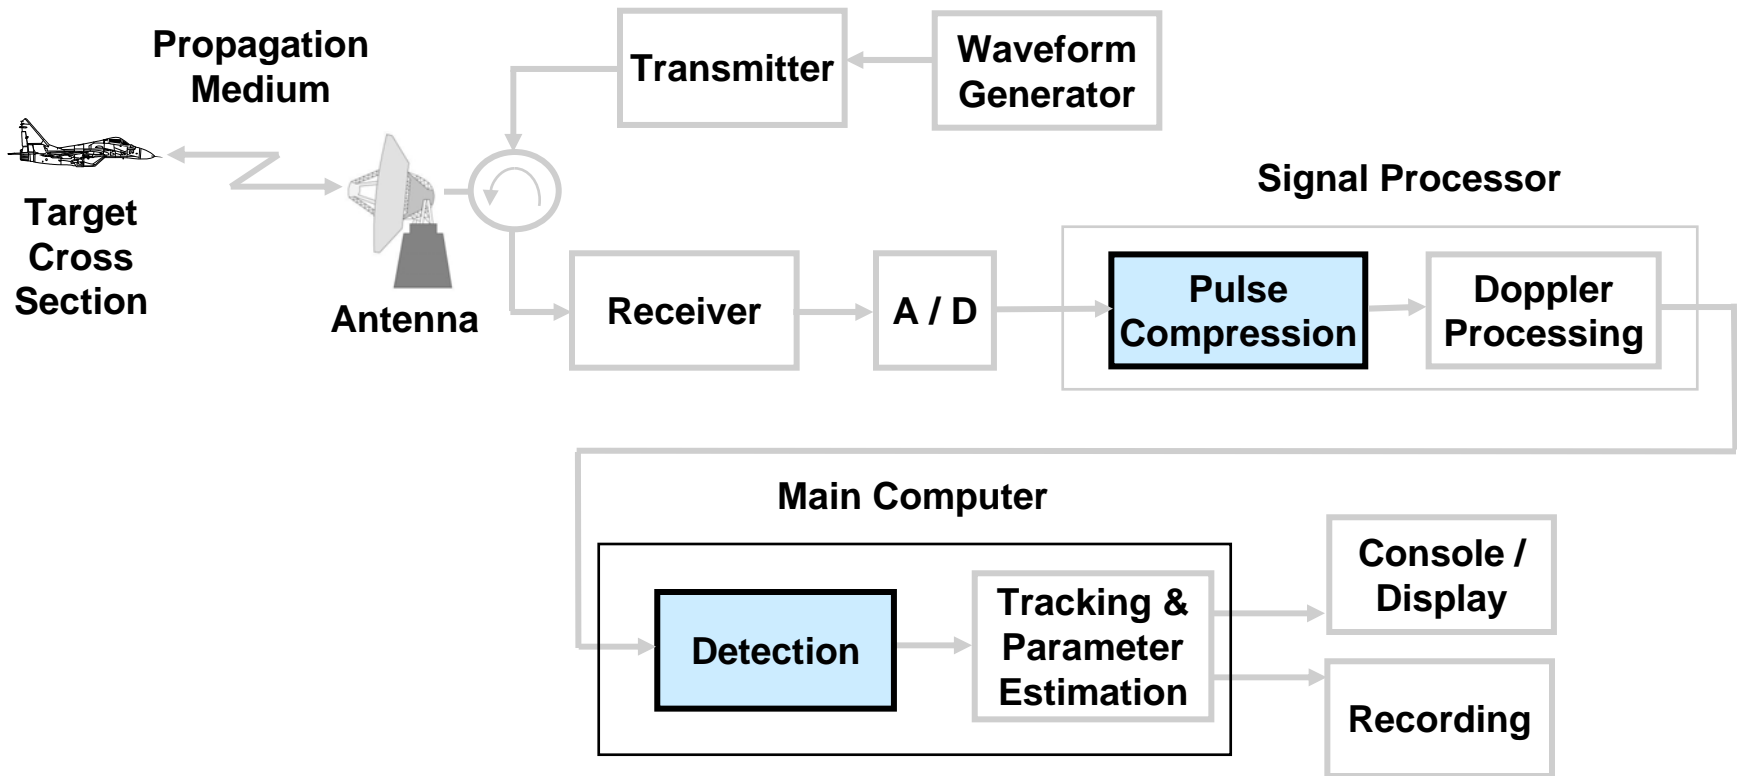 Propagation
Medium
Transmitter
Waveform
Generator
Target
Cross
Section
Antenna
Signal Processor
Receiver
A / D
Pulse
Compression
Doppler
Processing
Main Computer
Detection
Tracking &
Parameter
Estimation
Console /
Display
Recording